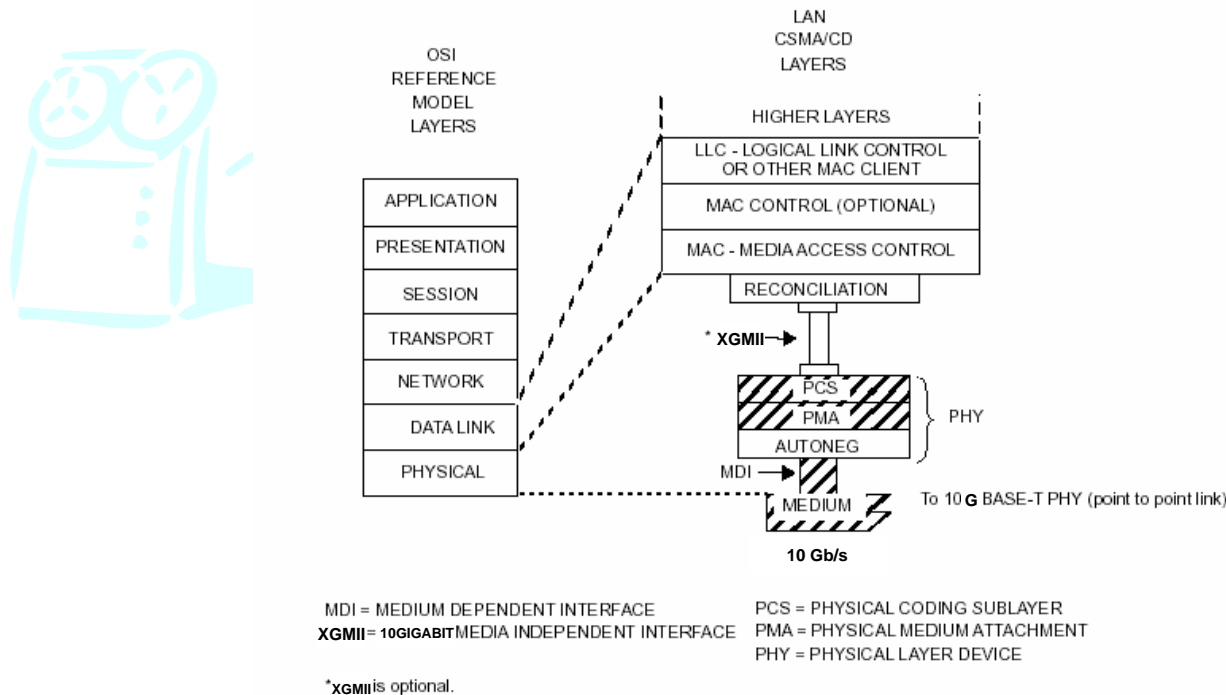 OSI
REFERENCE
MODEL
LAYERS
APPLICATION
PRESENTATION
SESSION
TRANSPORT
NETWORK
DATA LINK
PHYSICAL
LAN
CSMA/CD
LAYERS
HIGHER LAYERS
LLC - LOGICAL LINK CONTROL
OR OTHER MAC CLIENT
MAC CONTROL (OPTIONAL)
MAC - MEDIA ACCESS CONTROL
RECONCILIATION
* XGMII
PCS
PMA
AUTONEG
PHY
MDI
MEDIUM
To 10 G BASE-T PHY (point to point link)
10 Gb/s
MDI = MEDIUM DEPENDENT INTERFACE
XGMII = 10GIGABIT MEDIA INDEPENDENT INTERFACE
PCS = PHYSICAL CODING SUBLAYER
PMA = PHYSICAL MEDIUM ATTACHMENT
PHY = PHYSICAL LAYER DEVICE
*XGMII is optional.